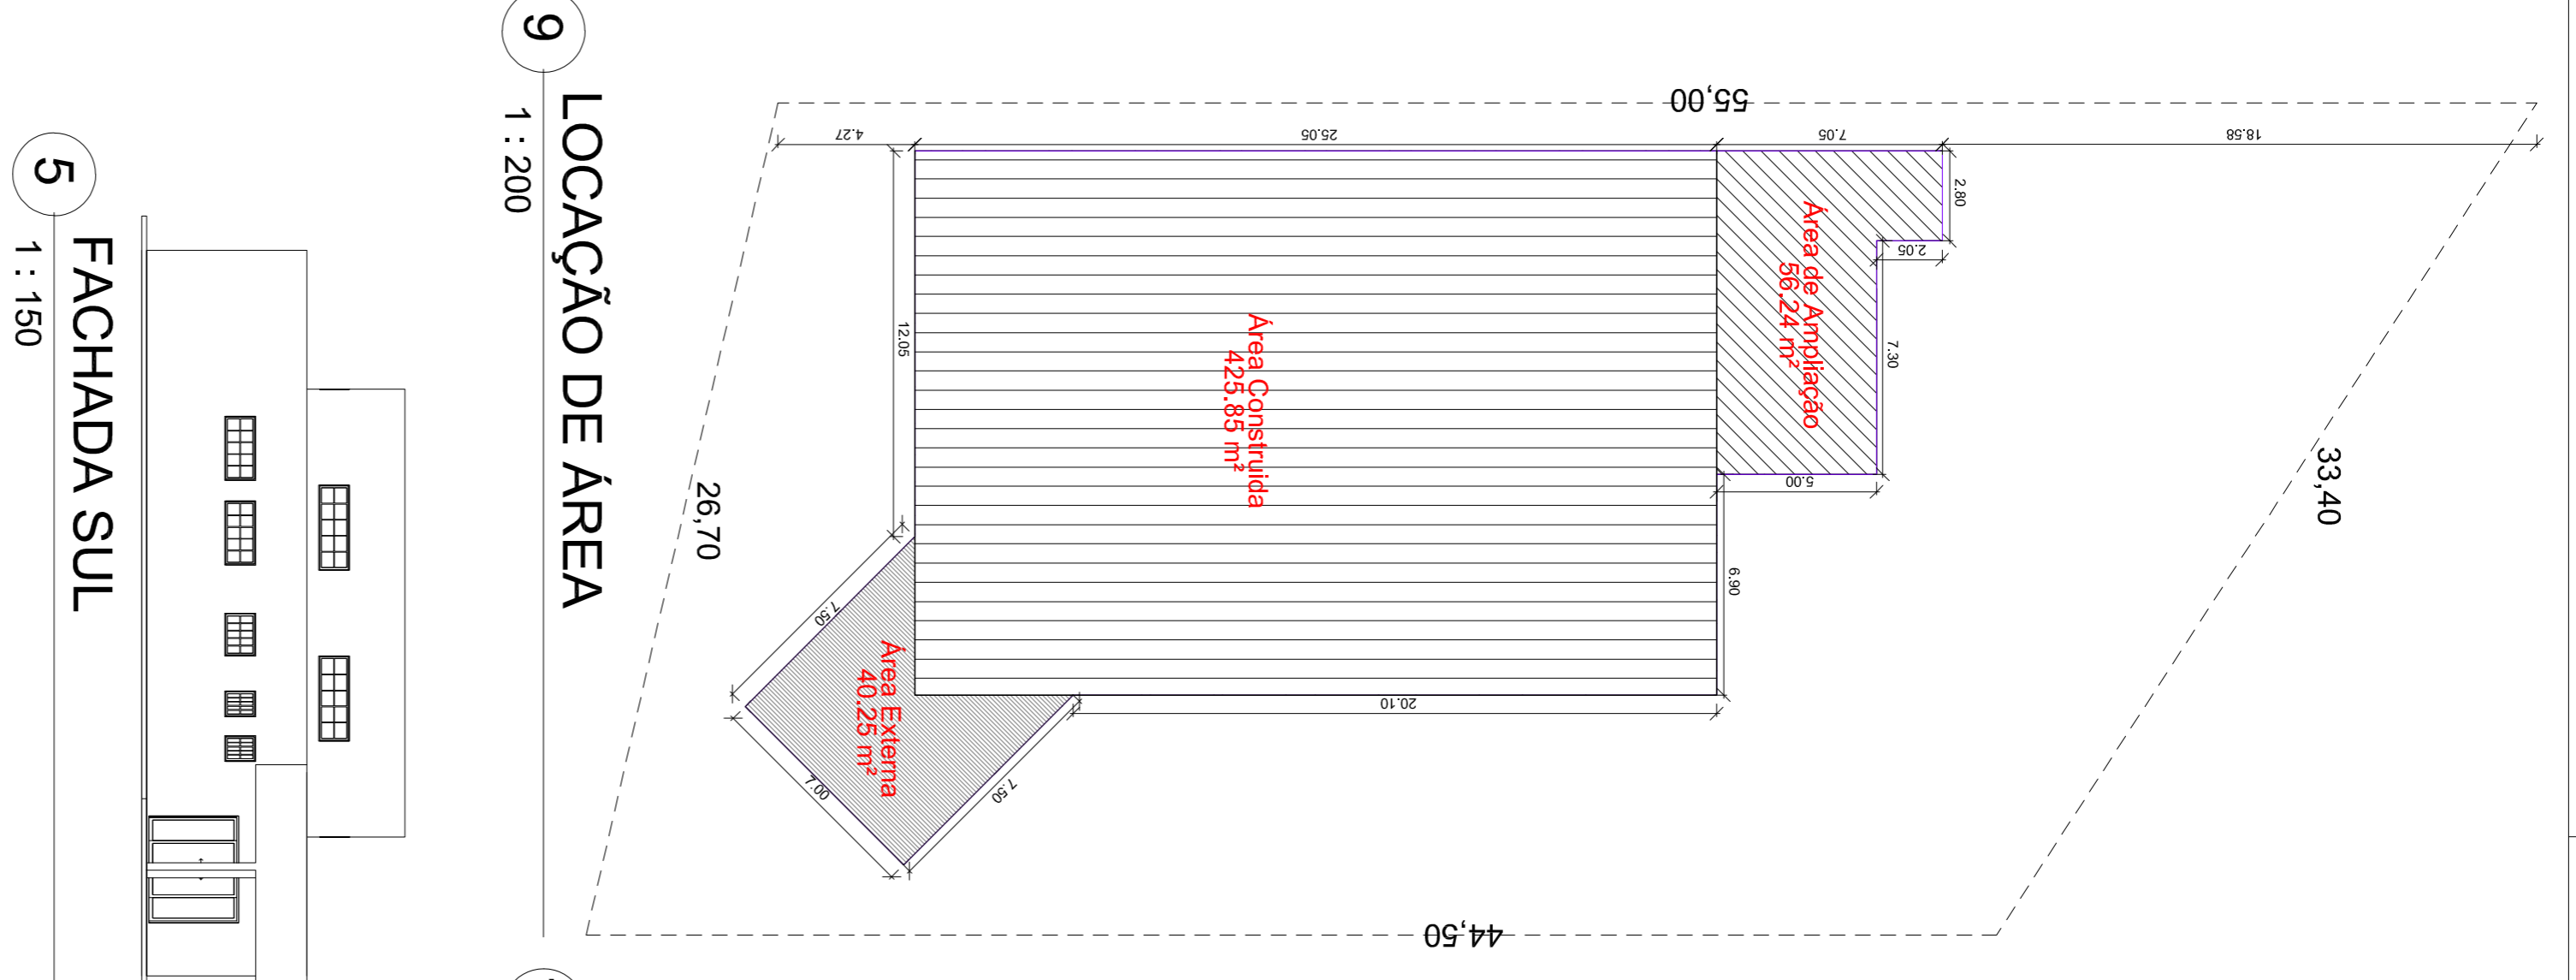 9
LOCAÇÃO DE ÁREA
1 : 200
55,00
4.27
25.05
7.05
18.58
2.80
2.05
7.30
5.00
6.90
20.10
12.05
7.50
7.00
7.50
Área Construida
425.85 m²
Área de Ampliação
56.24 m²
Área Externa
40.25 m²
26,70
33,40
44,50
5
FACHADA SUL
1 : 150